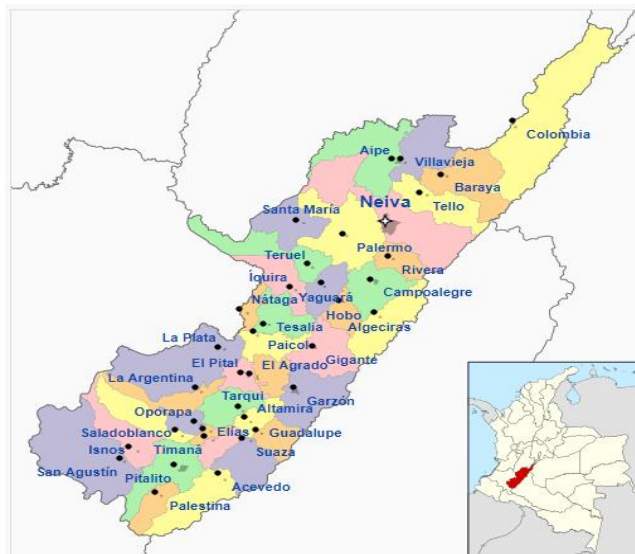 Colombia
Aipe
Villavieja
Baraya
Neiva
Tello
Santa María
Palermo
Teruel
Rivera
Íquira
Yaguará
Campoalegre
Nátaga
Hobo
Tesalia
Algeciras
La Plata
Paicol
El Pital
El Agrado
Gigante
La Argentina
Tarqui
Garzón
Oporapa
Altamira
Saladoblanco
Elías
Guadalupe
Isnos
Timaná
Suaza
San Agustín
Pitalito
Acevedo
Palestina